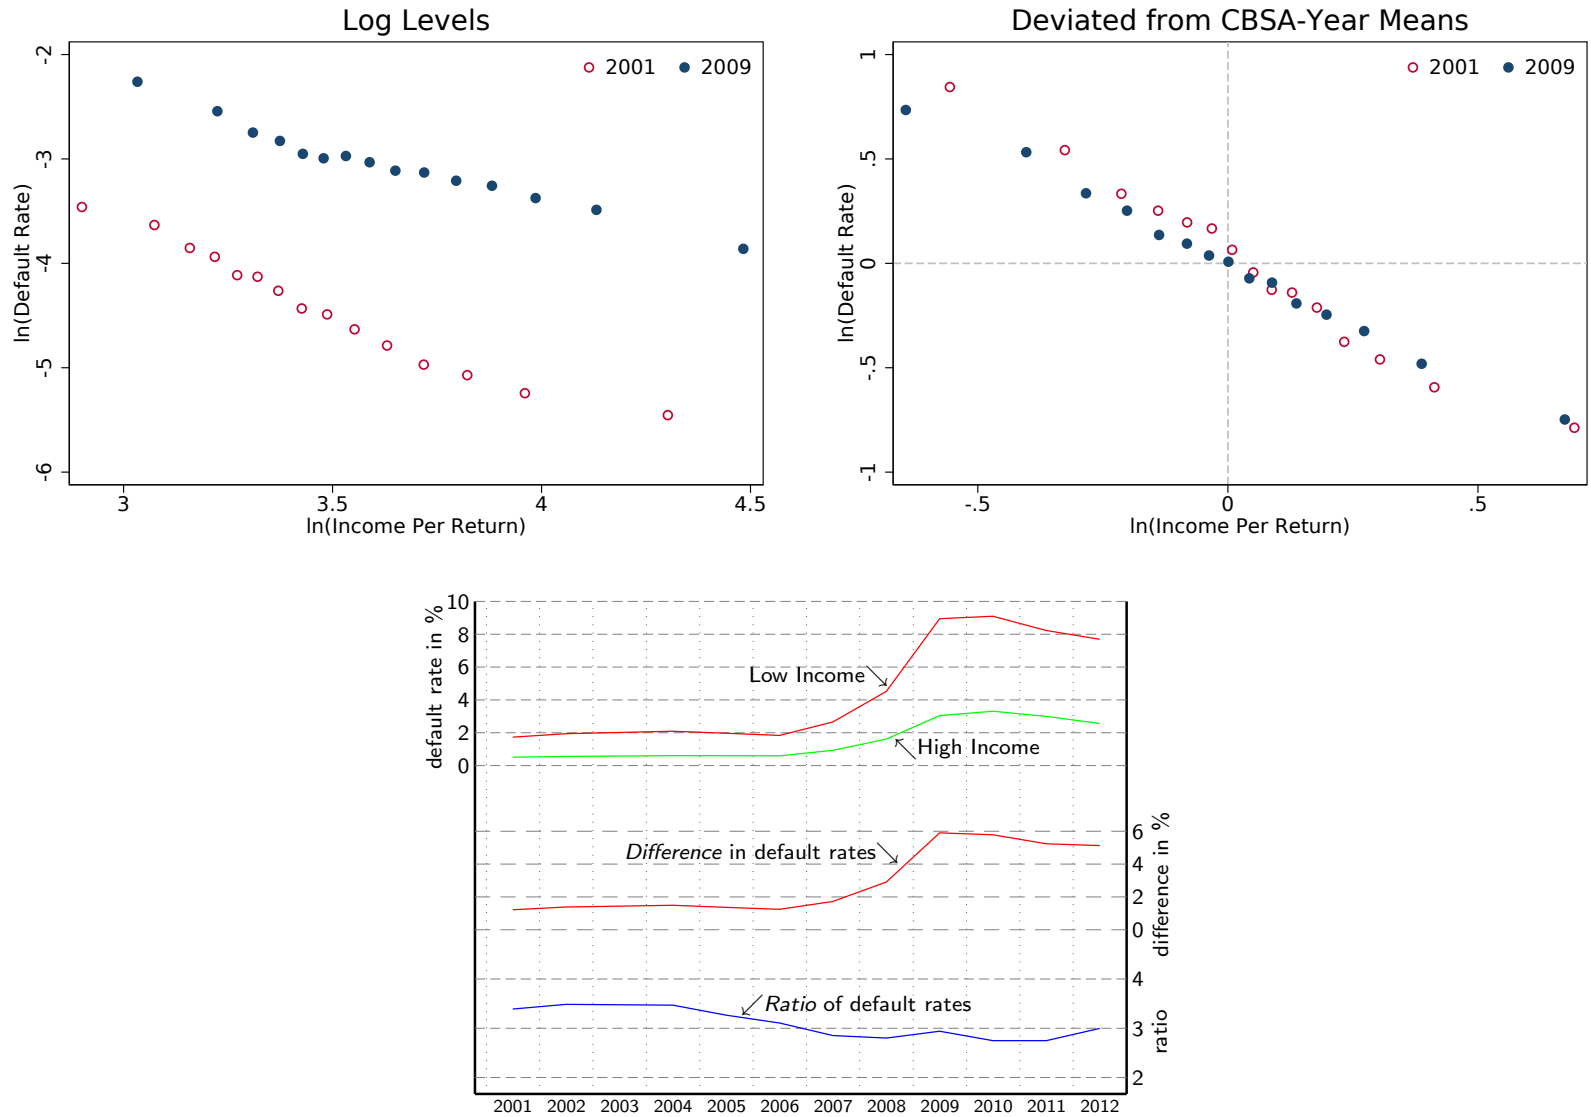 Log Levels
-2
-3
-4
-5
-6
ln(Default Rate)
2001 2009
3 3.5 4 4.5
ln(Income Per Return)
Deviated from CBSA-Year Means
1
.5
0
-.5
-1
ln(Default Rate)
2001 2009
-.5 0 .5
ln(Income Per Return)
default rate in %
10
8
6
4
2
0
Low Income
High Income
Difference in default rates
6
4
2
0
difference in %
Ratio of default rates
4
3
2
ratio
2001 2002 2003 2004 2005 2006 2007 2008 2009 2010 2011 2012